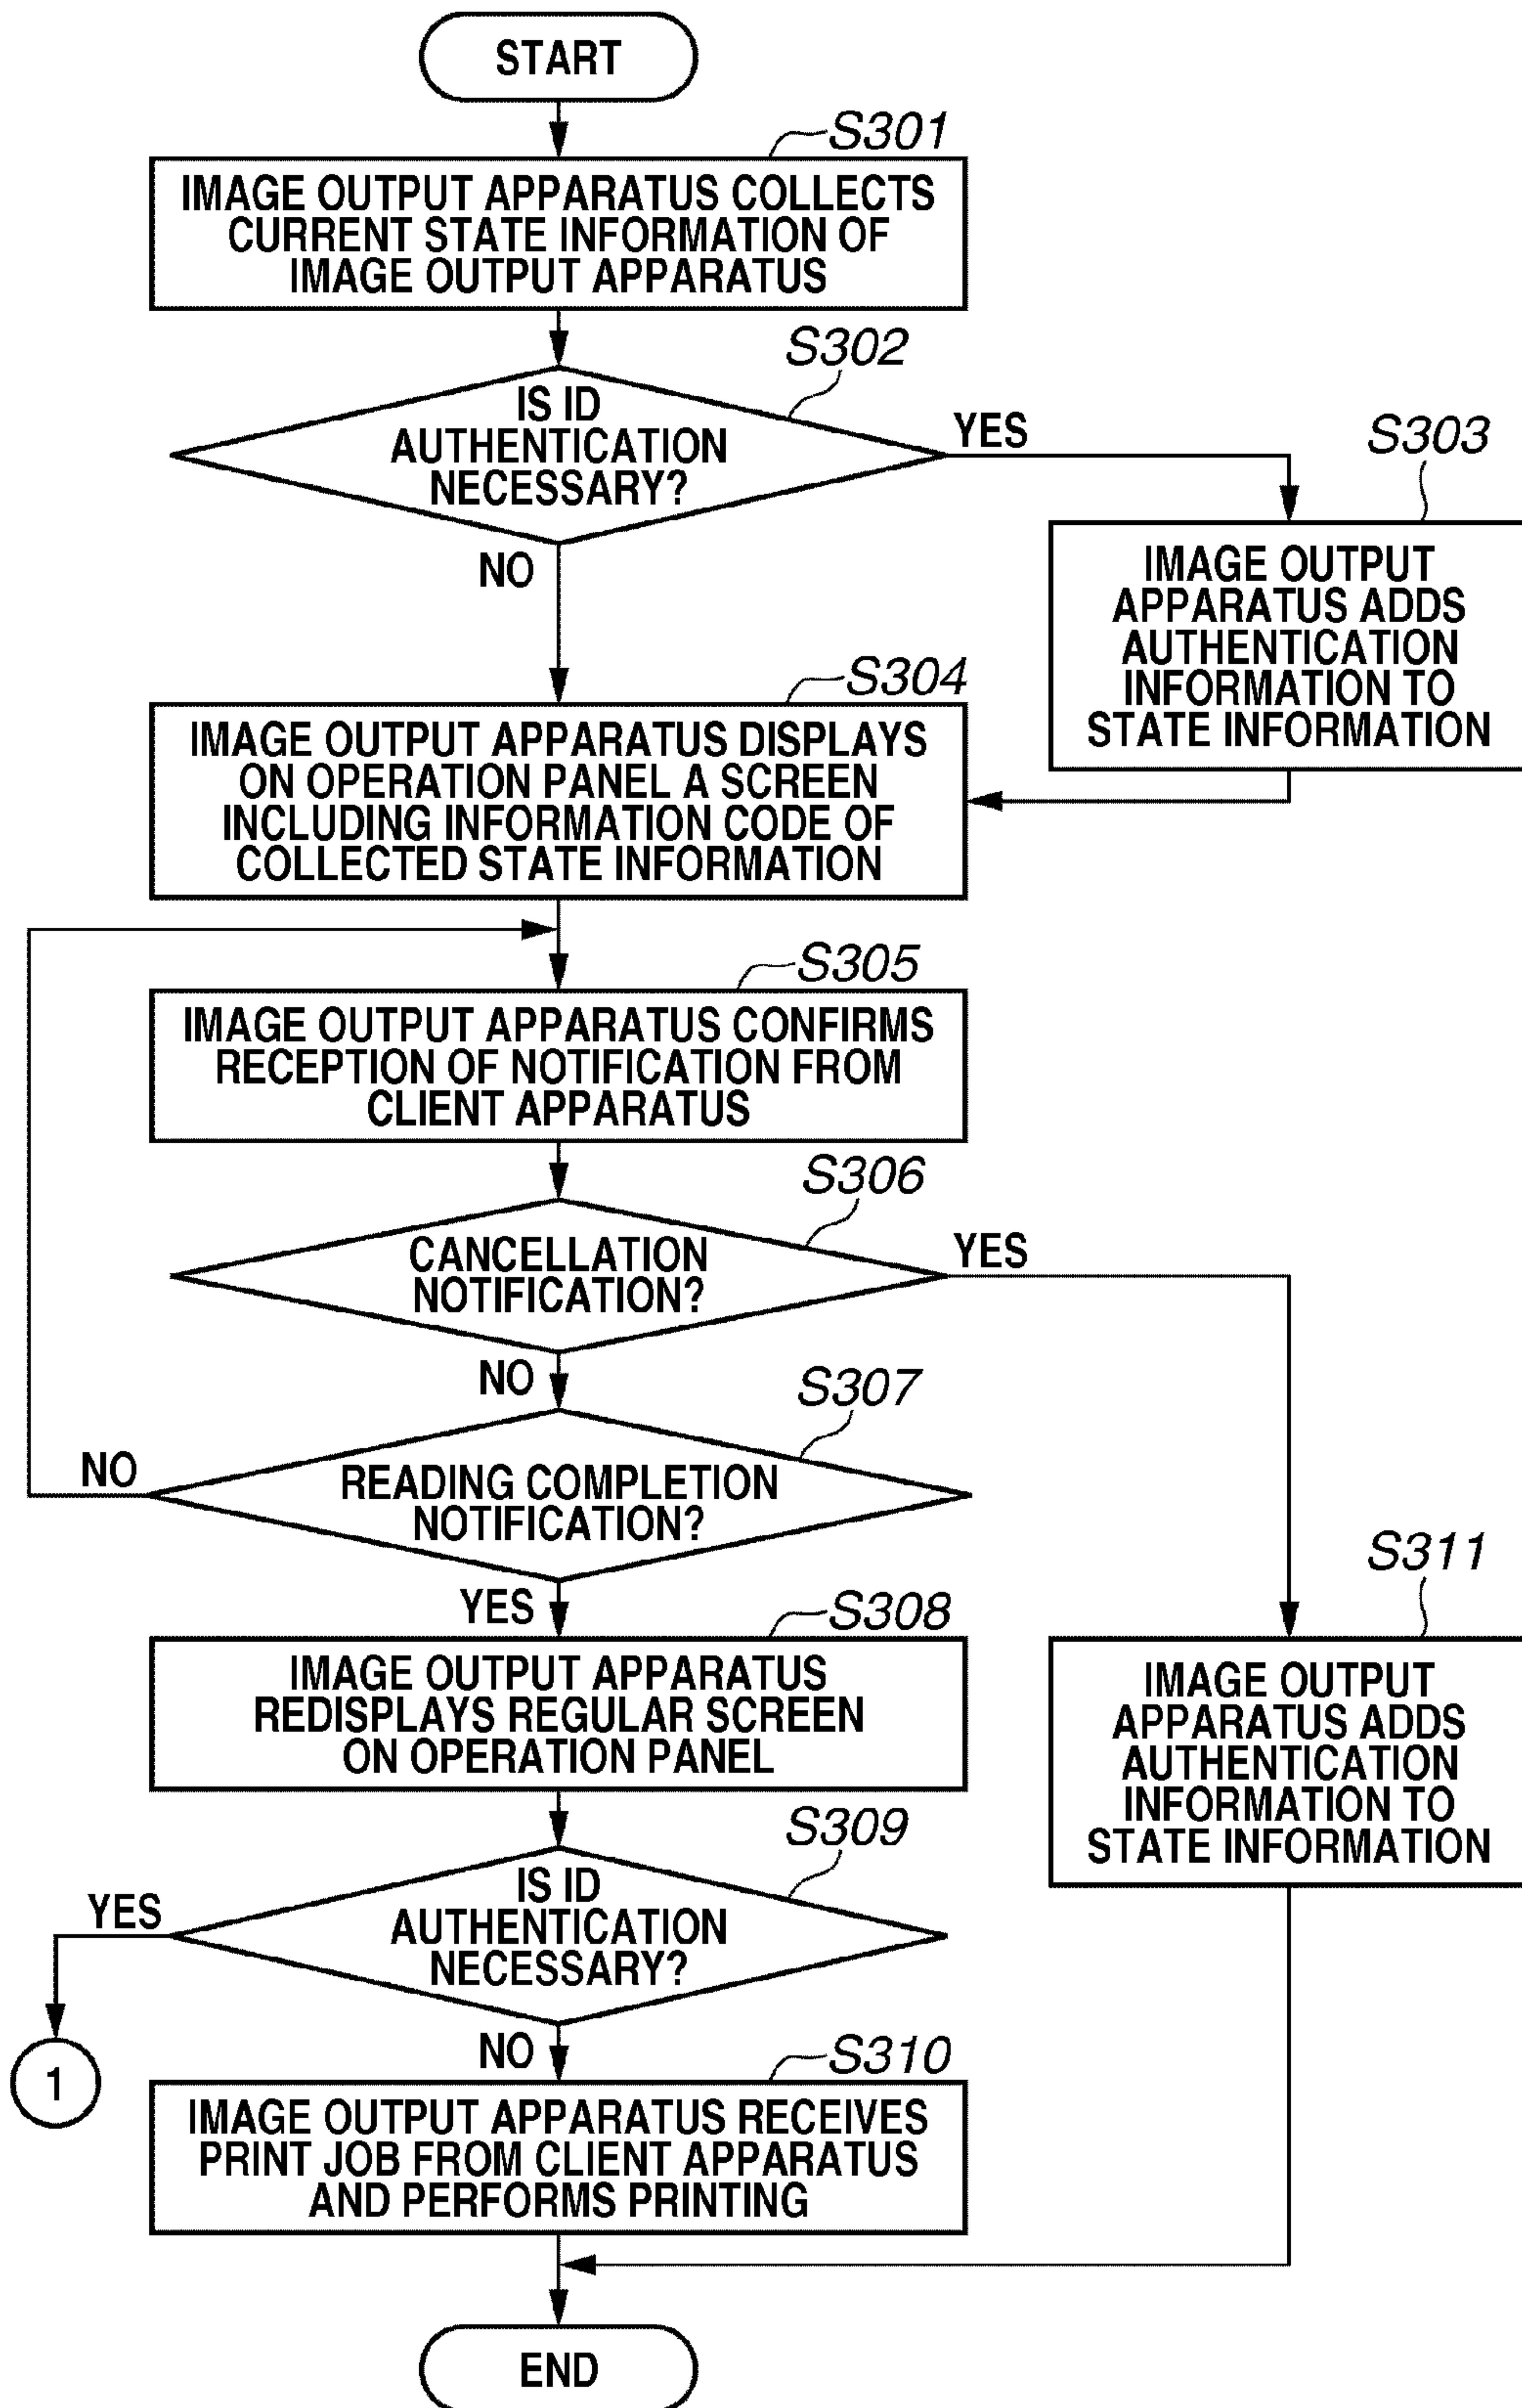 START
S301
IMAGE OUTPUT APPARATUS COLLECTS
CURRENT STATE INFORMATION OF
IMAGE OUTPUT APPARATUS
S302
IS ID
AUTHENTICATION
NECESSARY?
YES
NO
S303
IMAGE OUTPUT
APPARATUS ADDS
AUTHENTICATION
INFORMATION TO
STATE INFORMATION
S304
IMAGE OUTPUT APPARATUS DISPLAYS
ON OPERATION PANEL A SCREEN
INCLUDING INFORMATION CODE OF
COLLECTED STATE INFORMATION
S305
IMAGE OUTPUT APPARATUS CONFIRMS
RECEPTION OF NOTIFICATION FROM
CLIENT APPARATUS
S306
CANCELLATION
NOTIFICATION?
YES
NO
S307
READING COMPLETION
NOTIFICATION?
NO
YES
S308
IMAGE OUTPUT APPARATUS
REDISPLAYS REGULAR SCREEN
ON OPERATION PANEL
S311
IMAGE OUTPUT
APPARATUS ADDS
AUTHENTICATION
INFORMATION TO
STATE INFORMATION
S309
IS ID
AUTHENTICATION
NECESSARY?
YES
1
NO
S310
IMAGE OUTPUT APPARATUS RECEIVES
PRINT JOB FROM CLIENT APPARATUS
AND PERFORMS PRINTING
END